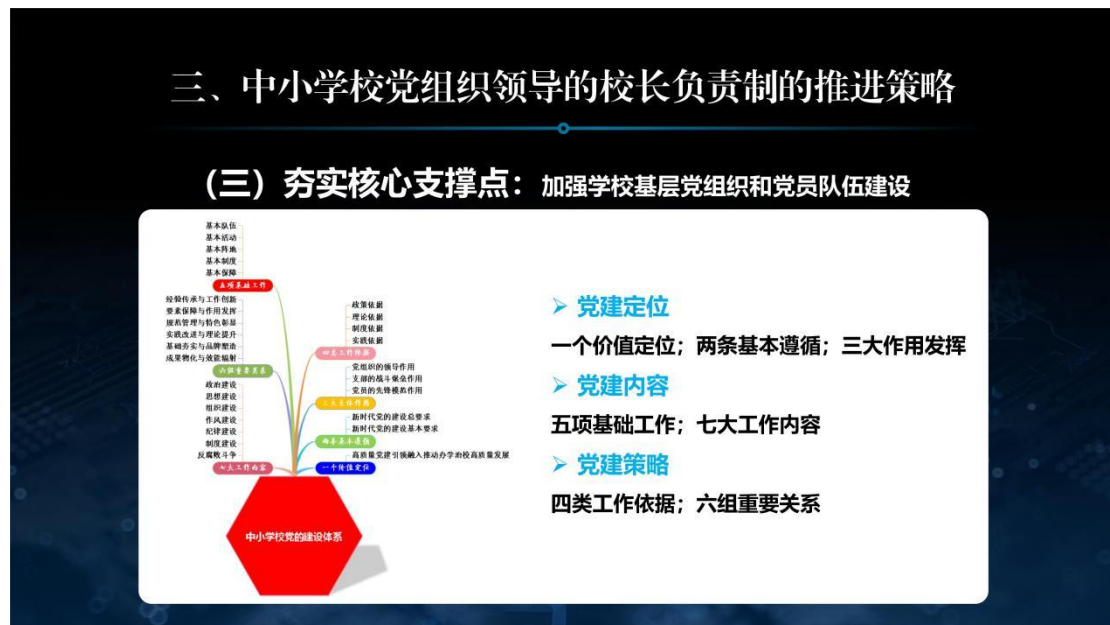 三、中小学校党组织领导的校长负责制的推进策略
（三）夯实核心支撑点：加强学校基层党组织和党员队伍建设
基本队伍
基本活动
基本阵地
基本制度
基本保障
五项基础工作
经验传承与工作创新
要素保障与作用发挥
规范管理与特色彰显
实践改进与理论提升
基础夯实与品牌塑造
成果物化与效能辐射
六组重要关系
政治建设
思想建设
组织建设
作风建设
纪律建设
制度建设
反腐败斗争
七大工作内容
政策依据
理论依据
制度依据
实践依据
四类工作依据
党组织的领导作用
支部的战斗堡垒作用
党员的先锋模范作用
三大主体作用
新时代党的建设总要求
新时代党的建设基本要求
两条基本遵循
高质量党建引领融入推动办学治校高质量发展
一个价值定位
中小学校党的建设体系
➢ 党建定位
一个价值定位；两条基本遵循；三大作用发挥
➢ 党建内容
五项基础工作；七大工作内容
➢ 党建策略
四类工作依据；六组重要关系